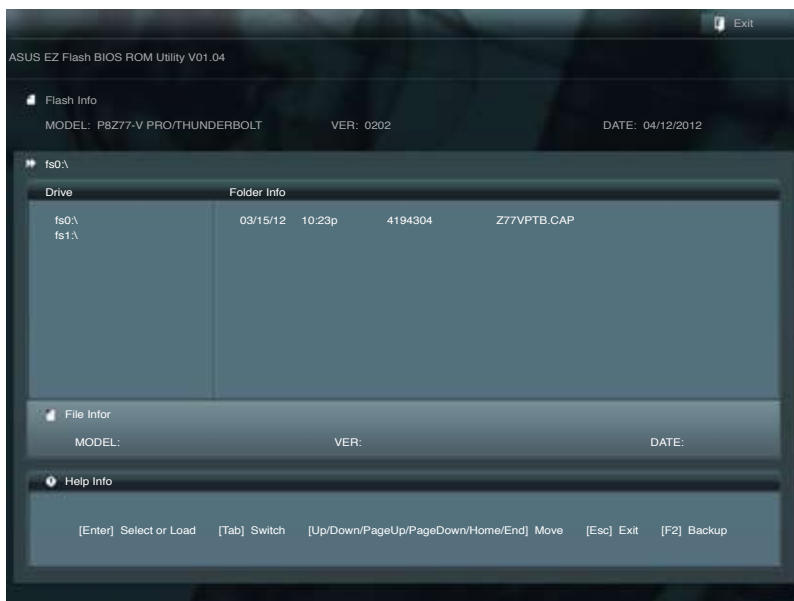 Exit
ASUS EZ Flash BIOS ROM Utility V01.04
Flash Info
MODEL: P8Z77-V PRO/THUNDERBOLT VER: 0202 DATE: 04/12/2012
fs0:\
Drive Folder Info
fs0:\ 03/15/12 10:23p 4194304 Z77VPTB.CAP
fs1:\
File Infor
MODEL: VER: DATE:
Help Info
[Enter] Select or Load [Tab] Switch [Up/Down/PageUp/PageDown/Home/End] Move [Esc] Exit [F2] Backup